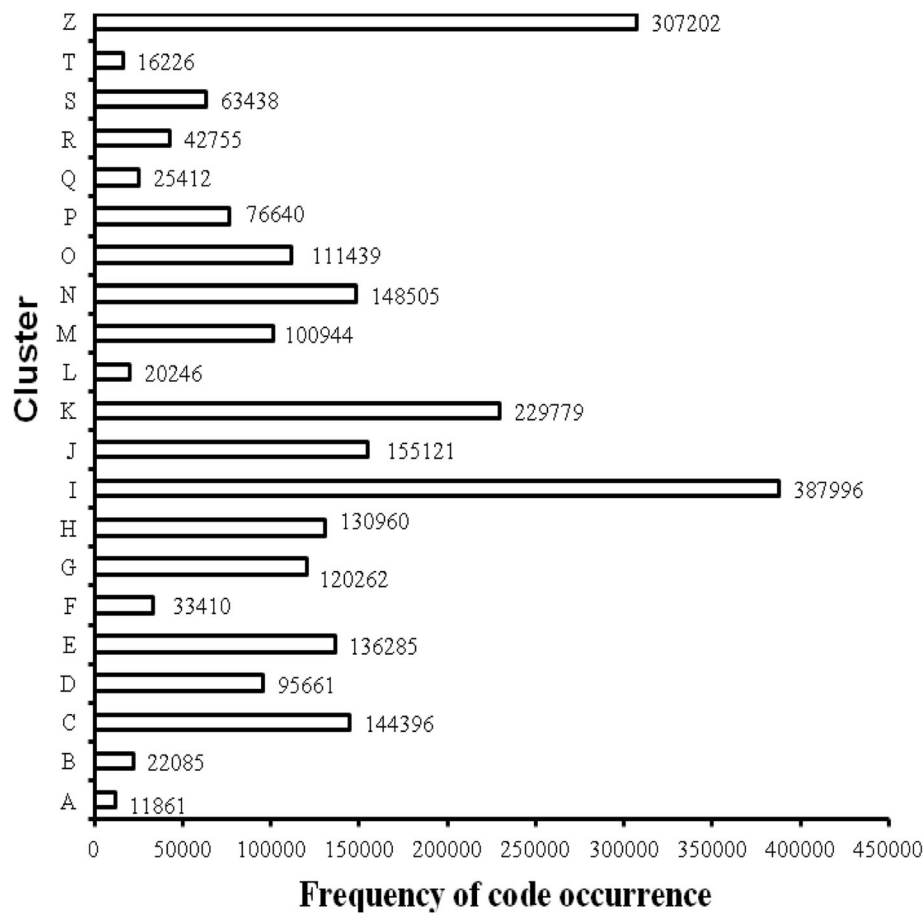 Z 307202
T 16226
S 63438
R 42755
Q 25412
P 76640
O 111439
N 148505
M 100944
L 20246
K 229779
J 155121
I 387996
H 130960
G 120262
F 33410
E 136285
D 95661
C 144396
B 22085
A 11861
Cluster
0 50000 100000 150000 200000 250000 300000 350000 400000 450000
Frequency of code occurrence